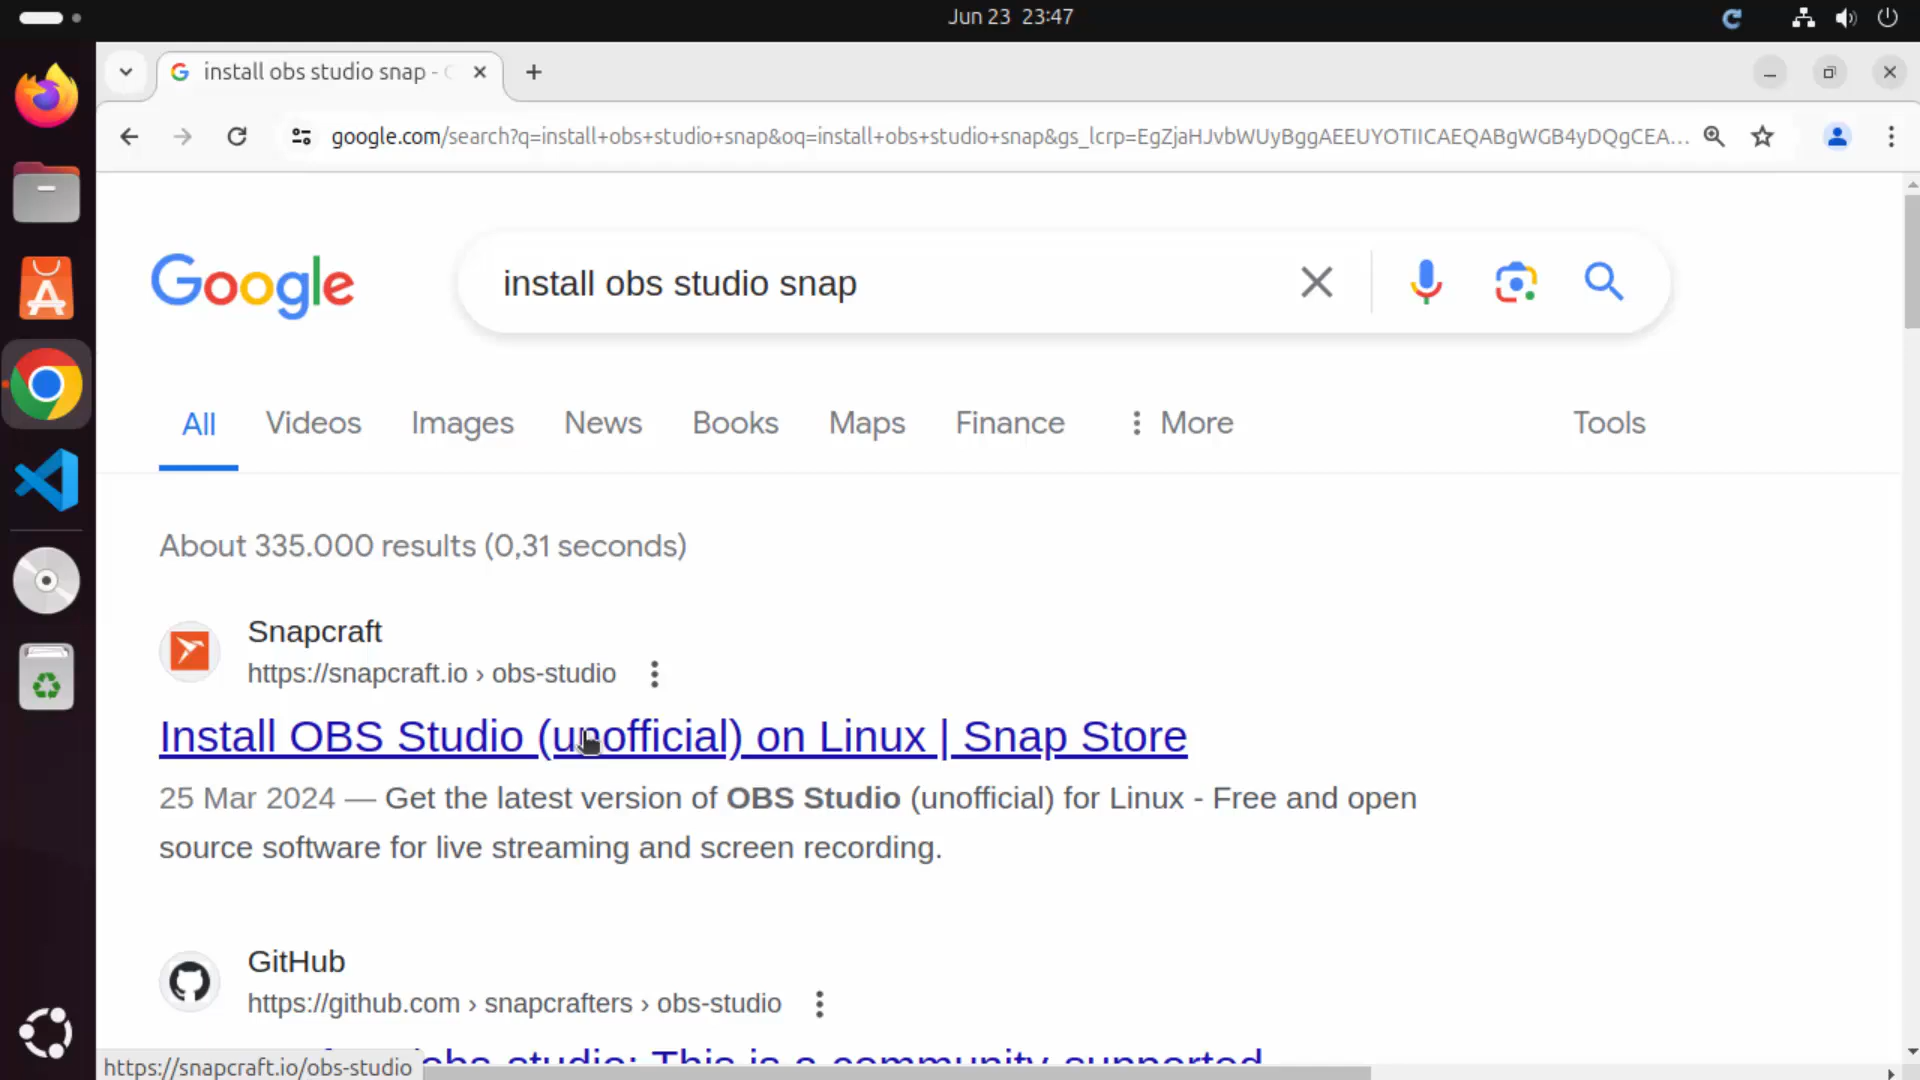 Jun 23 23:47
install obs studio snap -
google.com/search?q=install+obs+studio+snap&oq=install+obs+studio+snap&gs_lcrp=EgZjaHJvbWUyBggAEEUYOTIICAEQABgWGB4yDQgCEA...
Google
install obs studio snap
All Videos Images News Books Maps Finance More Tools
About 335.000 results (0,31 seconds)
Snapcraft
https://snapcraft.io › obs-studio
Install OBS Studio (unofficial) on Linux | Snap Store
25 Mar 2024 — Get the latest version of OBS Studio (unofficial) for Linux - Free and open
source software for live streaming and screen recording.
GitHub
https://github.com › snapcrafters › obs-studio
obs-studio: This is a community-supported
https://snapcraft.io/obs-studio